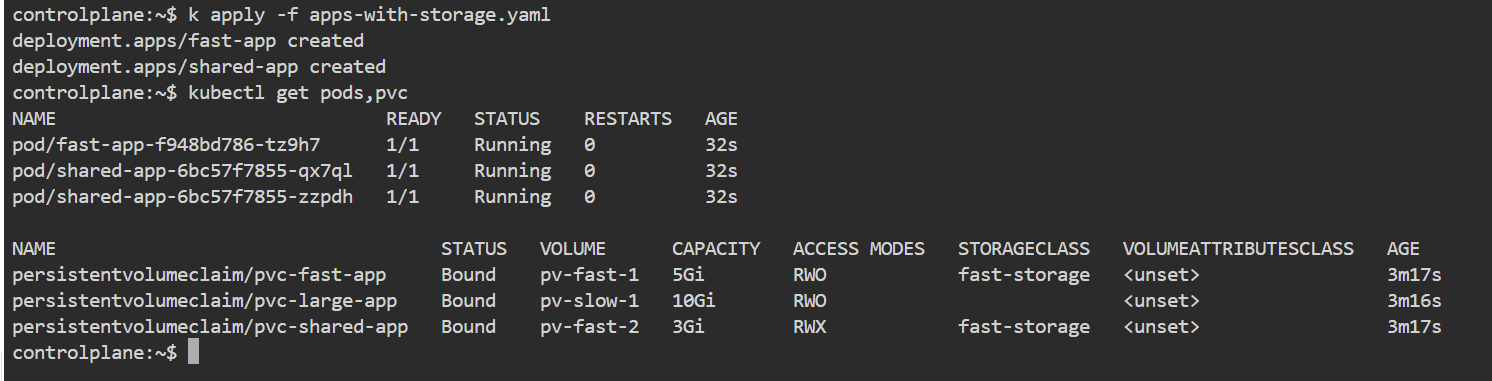 controlplane:~$ k apply -f apps-with-storage.yaml
deployment.apps/fast-app created
deployment.apps/shared-app created
controlplane:~$ kubectl get pods,pvc
NAME                              READY   STATUS    RESTARTS   AGE
pod/fast-app-f948bd786-tz9h7      1/1     Running   0          32s
pod/shared-app-6bc57f7855-qx7ql   1/1     Running   0          32s
pod/shared-app-6bc57f7855-zzpdh   1/1     Running   0          32s

NAME                                   STATUS   VOLUME      CAPACITY   ACCESS MODES   STORAGECLASS   VOLUMEATTRIBUTESCLASS   AGE
persistentvolumeclaim/pvc-fast-app     Bound    pv-fast-1   5Gi        RWO            fast-storage   <unset>                 3m17s
persistentvolumeclaim/pvc-large-app    Bound    pv-slow-1   10Gi       RWO                           <unset>                 3m16s
persistentvolumeclaim/pvc-shared-app   Bound    pv-fast-2   3Gi        RWX            fast-storage   <unset>                 3m17s
controlplane:~$